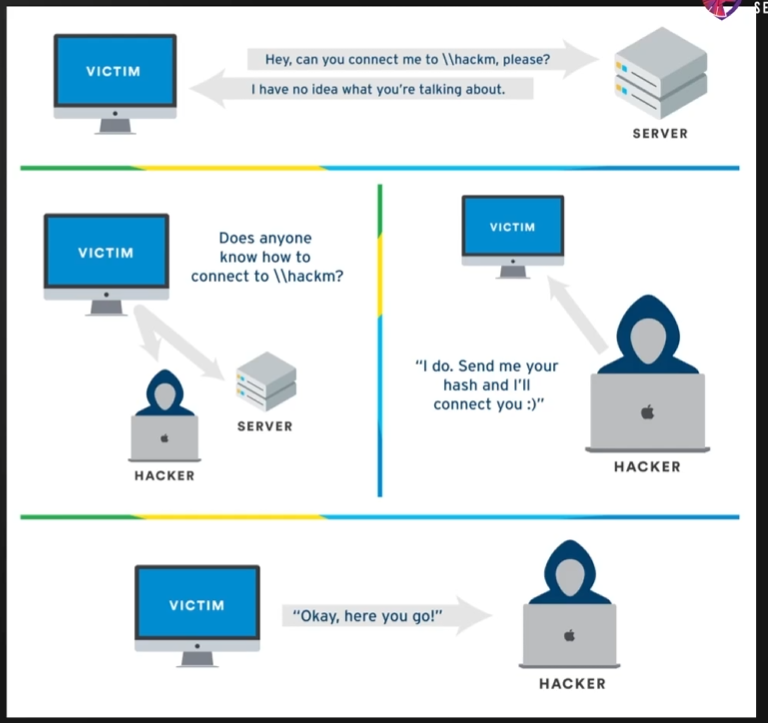 SE
VICTIM
Hey, can you connect me to \\hackm, please?
I have no idea what you're talking about.
SERVER
VICTIM
Does anyone
know how to
connect to \\hackm?
HACKER
SERVER
VICTIM
“I do. Send me your
hash and I'll
connect you :)”
HACKER
VICTIM
“Okay, here you go!”
HACKER